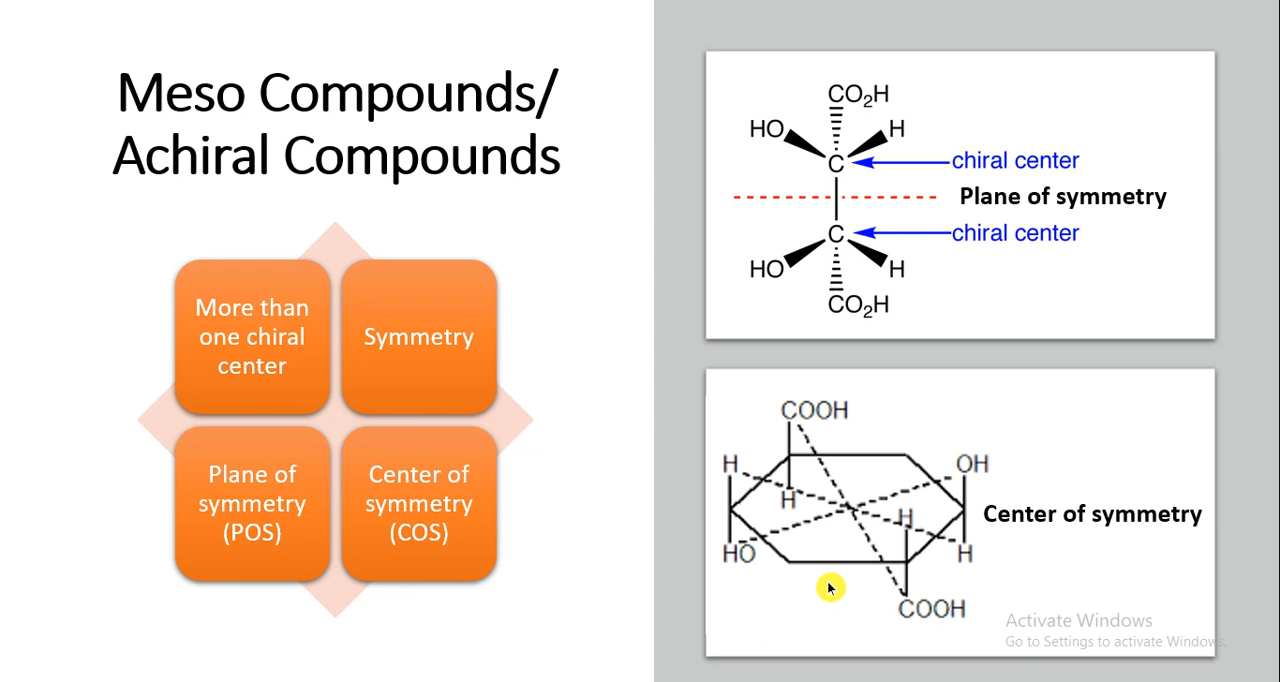 Meso Compounds/
Achiral Compounds
More than
one chiral
center
Symmetry
Plane of
symmetry
(POS)
Center of
symmetry
(COS)
CO₂H
HO H
C chiral center
Plane of symmetry
C chiral center
HO H
CO₂H
COOH
H OH
H H Center of symmetry
HO H
COOH
Activate Windows
Go to Settings to activate Windows.